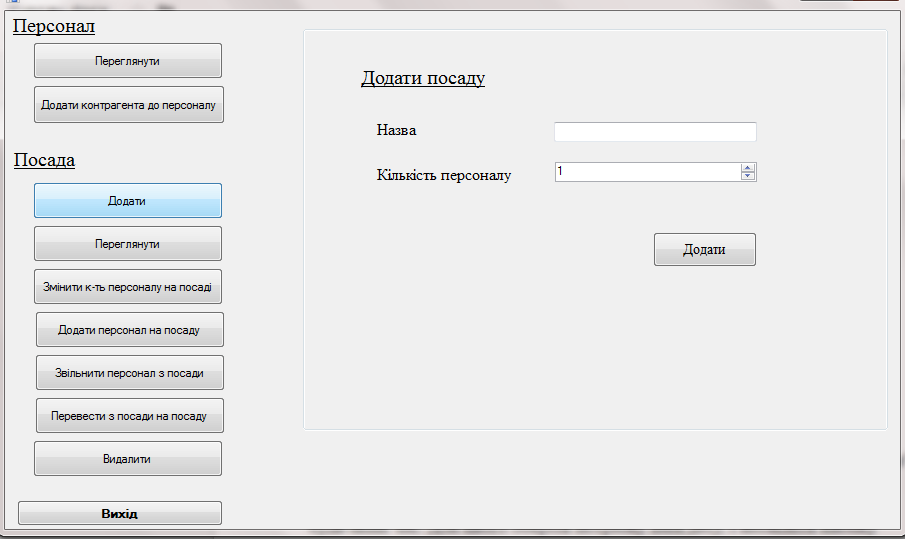 Персонал
Переглянути
Додати контрагента до персоналу
Посада
Додати
Переглянути
Змінити к-ть персоналу на посаді
Додати персонал на посаду
Звільнити персонал з посади
Перевести з посади на посаду
Видалити
Вихід
Додати посаду
Назва
Кількість персоналу
1
Додати